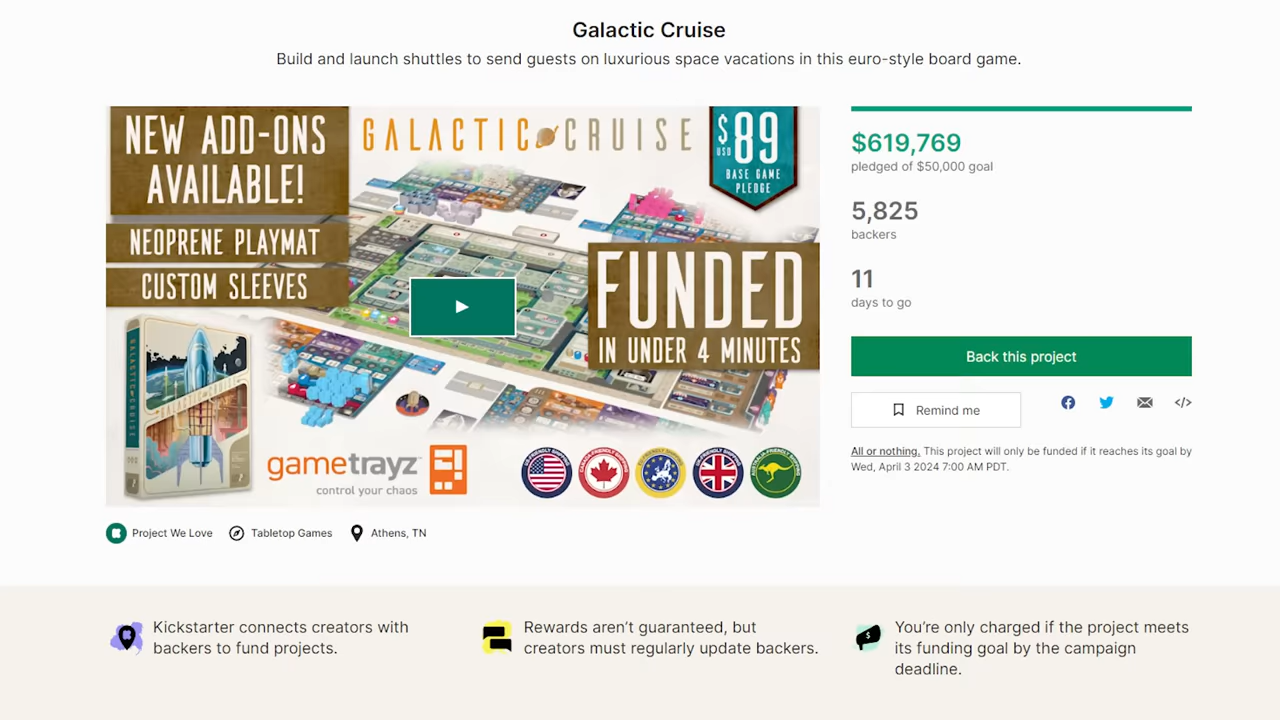 Galactic Cruise
Build and launch shuttles to send guests on luxurious space vacations in this euro-style board game.
NEW ADD-ONS
AVAILABLE!
NEOPRENE PLAYMAT
CUSTOM SLEEVES
GALACTIC CRUISE
$89
USD
BASE GAME
PLEDGE
FUNDED
IN UNDER 4 MINUTES
GALACTIC CRUISE
gametrayz
control your chaos
$619,769
pledged of $50,000 goal
5,825
backers
11
days to go
Back this project
Remind me
All or nothing. This project will only be funded if it reaches its goal by
Wed, April 3 2024 7:00 AM PDT.
Project We Love
Tabletop Games
Athens, TN
Kickstarter connects creators with
backers to fund projects.
Rewards aren’t guaranteed, but
creators must regularly update backers.
You’re only charged if the project meets
its funding goal by the campaign
deadline.